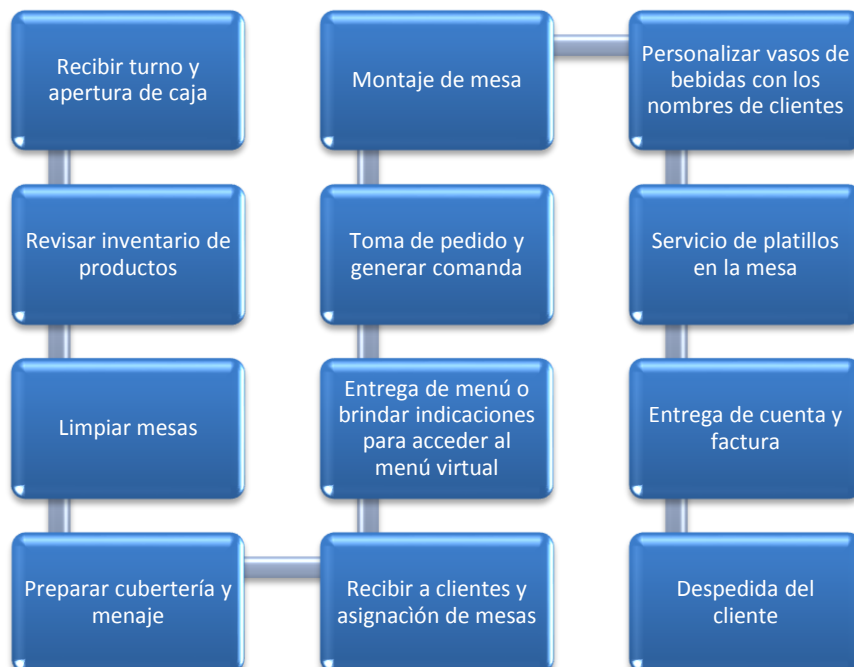 Recibir turno y
apertura de caja
Revisar inventario de
productos
Limpiar mesas
Preparar cubertería y
menaje
Recibir a clientes y
asignaciòn de mesas
Entrega de menú o
brindar indicaciones
para acceder al
menú virtual
Toma de pedido y
generar comanda
Montaje de mesa
Personalizar vasos de
bebidas con los
nombres de clientes
Servicio de platillos
en la mesa
Entrega de cuenta y
factura
Despedida del
cliente